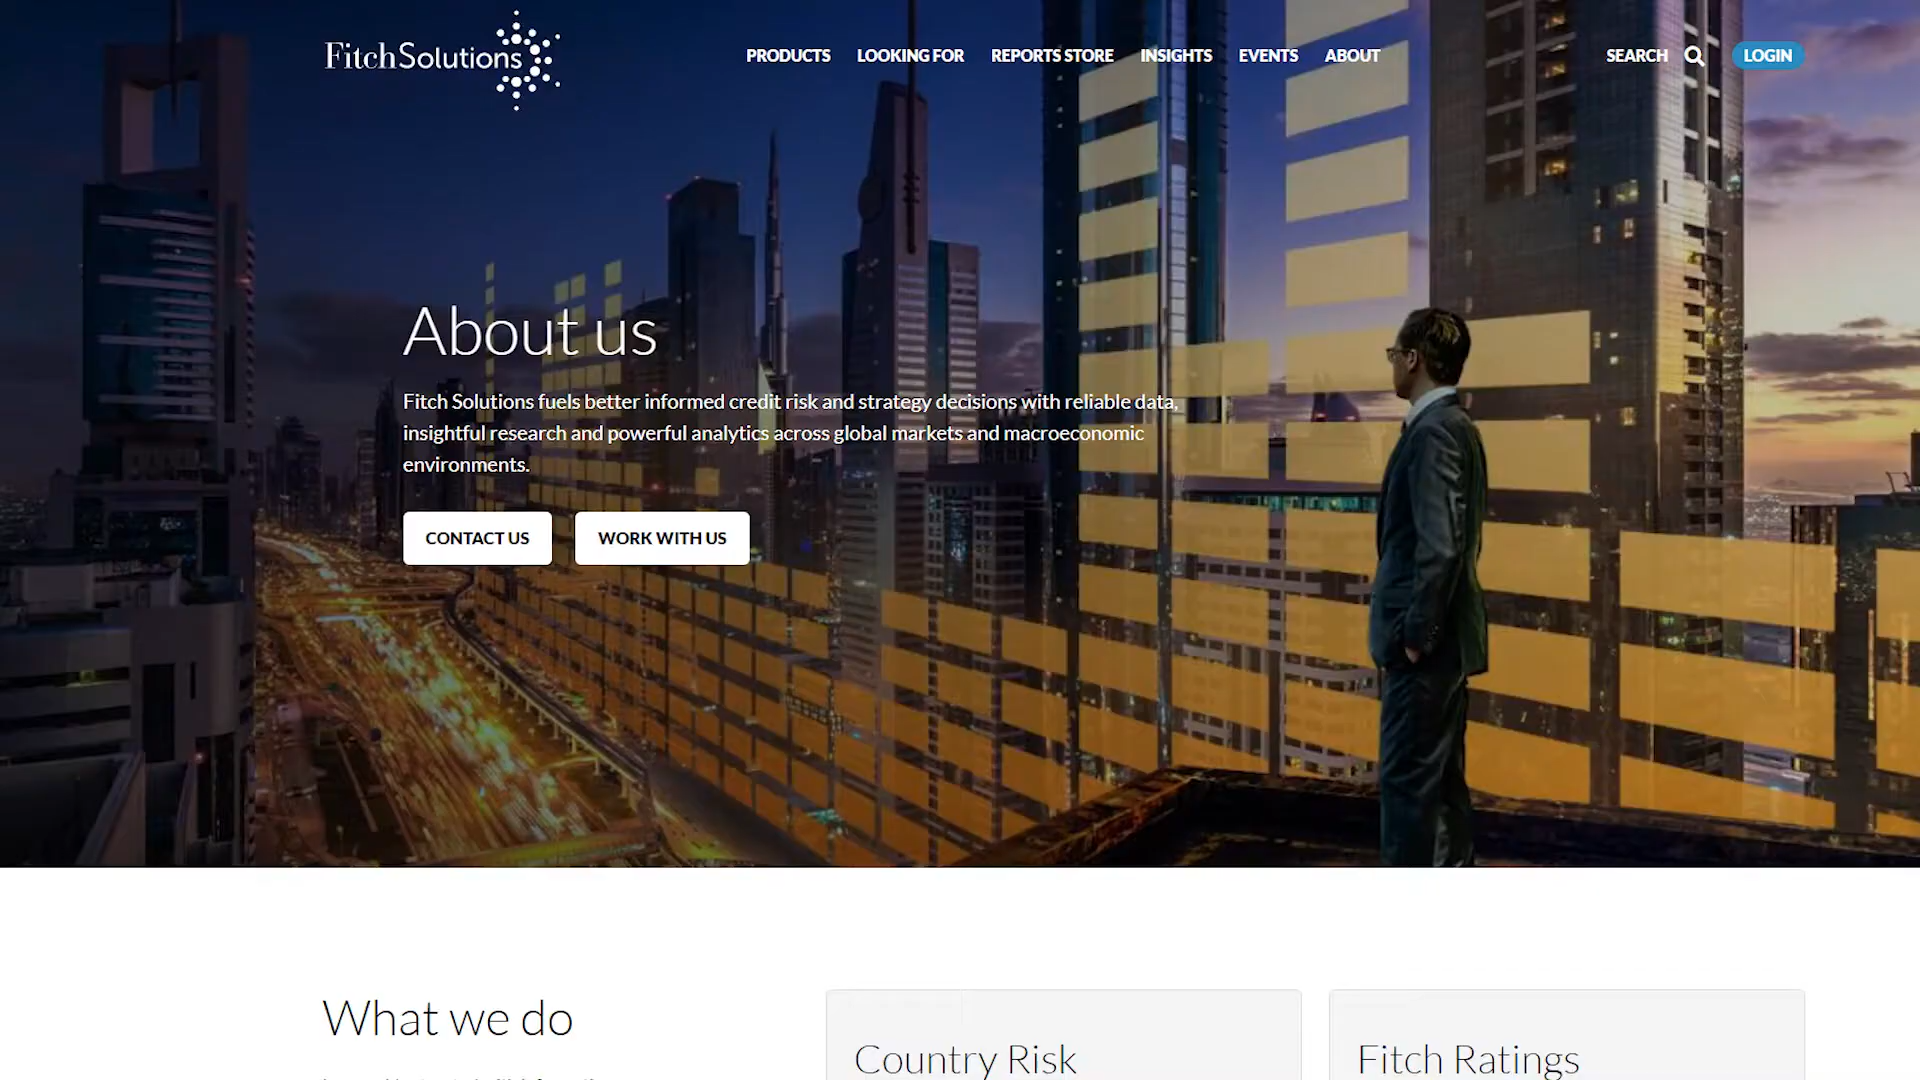 FitchSolutions
PRODUCTS LOOKING FOR REPORTS STORE INSIGHTS EVENTS ABOUT SEARCH LOGIN
About us
Fitch Solutions fuels better informed credit risk and strategy decisions with reliable data,
insightful research and powerful analytics across global markets and macroeconomic
environments.
CONTACT US WORK WITH US
What we do
Country Risk
Fitch Ratings